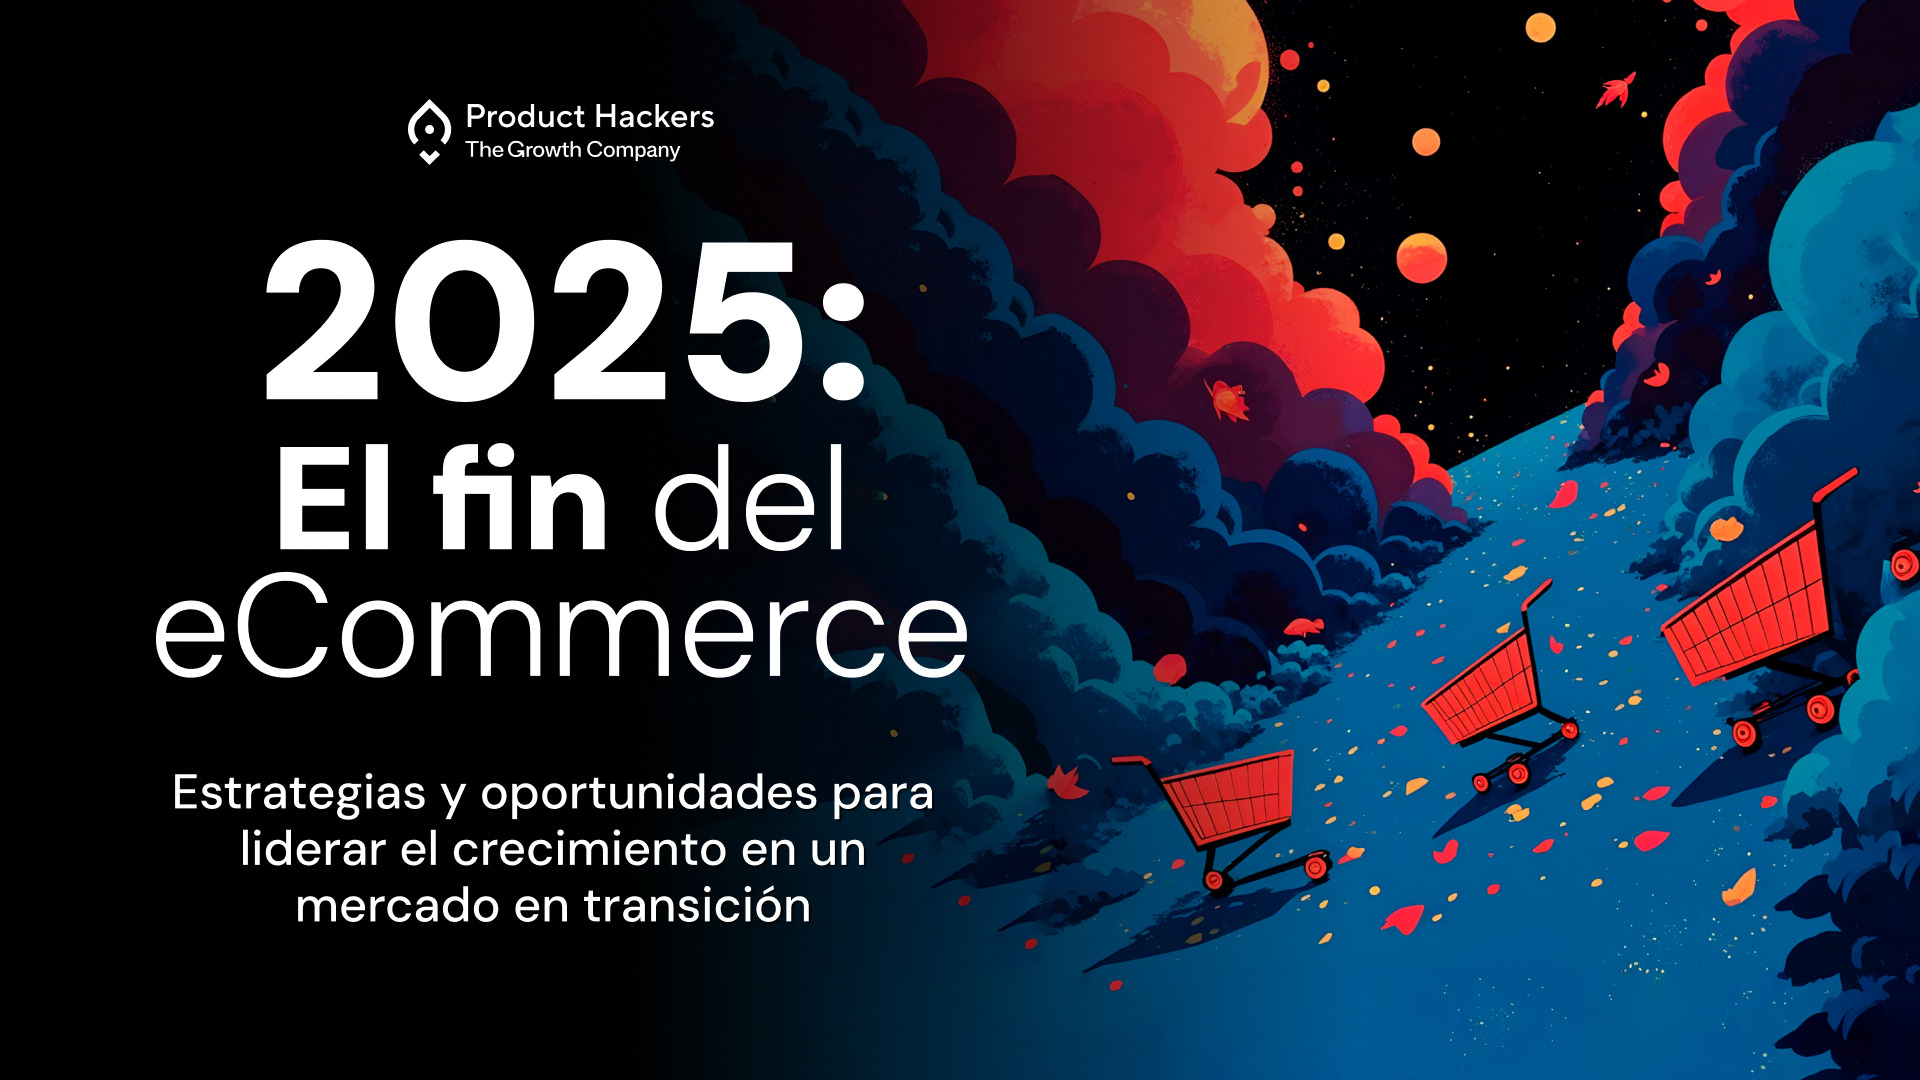 Product Hackers
The Growth Company
2025:
El fin del
eCommerce
Estrategias y oportunidades para
liderar el crecimiento en un
mercado en transición